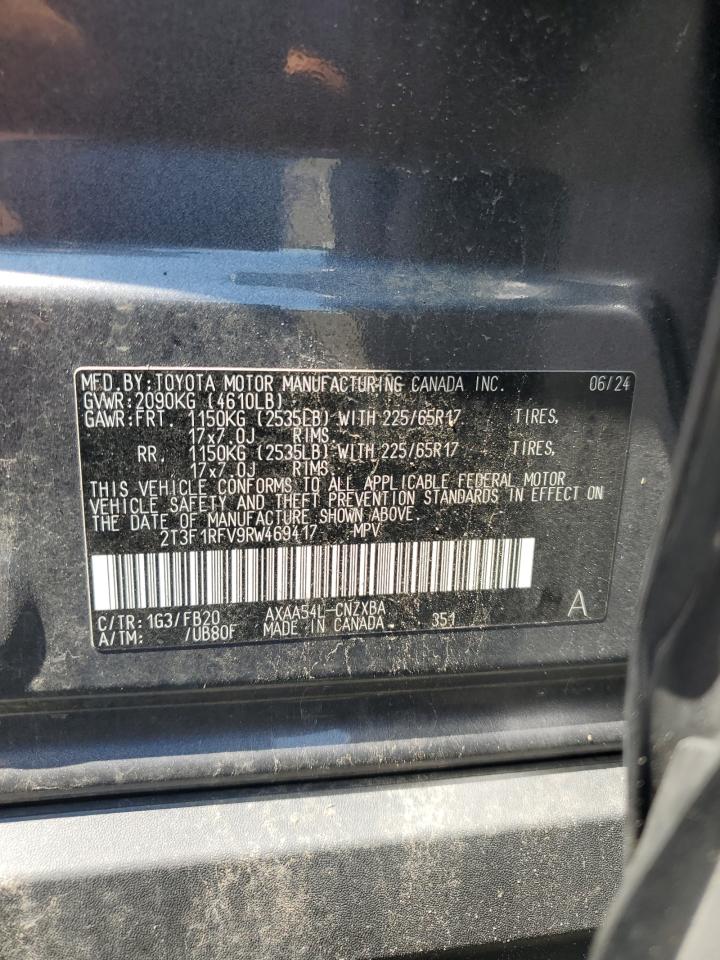 MFD.BY:TOYOTA MOTOR MANUFACTURING CANADA INC. 06/24
GVWR:2090KG (4610LB)
GAWR:FRT. 1150KG (2535LB) WITH 225/65R17 TIRES,
17x7.0J RIMS.
RR. 1150KG (2535LB) WITH 225/65R17 TIRES,
17x7.0J RIMS.
THIS VEHICLE CONFORMS TO ALL APPLICABLE FEDERAL MOTOR
VEHICLE SAFETY AND THEFT PREVENTION STANDARDS IN EFFECT ON
THE DATE OF MANUFACTURE SHOWN ABOVE.
2T3F1RFV9RW469417 MPV
C/TR: 1G3/FB20 AXAA54L-CNZXBA A
A/TM: /UB80F MADE IN CANADA 351